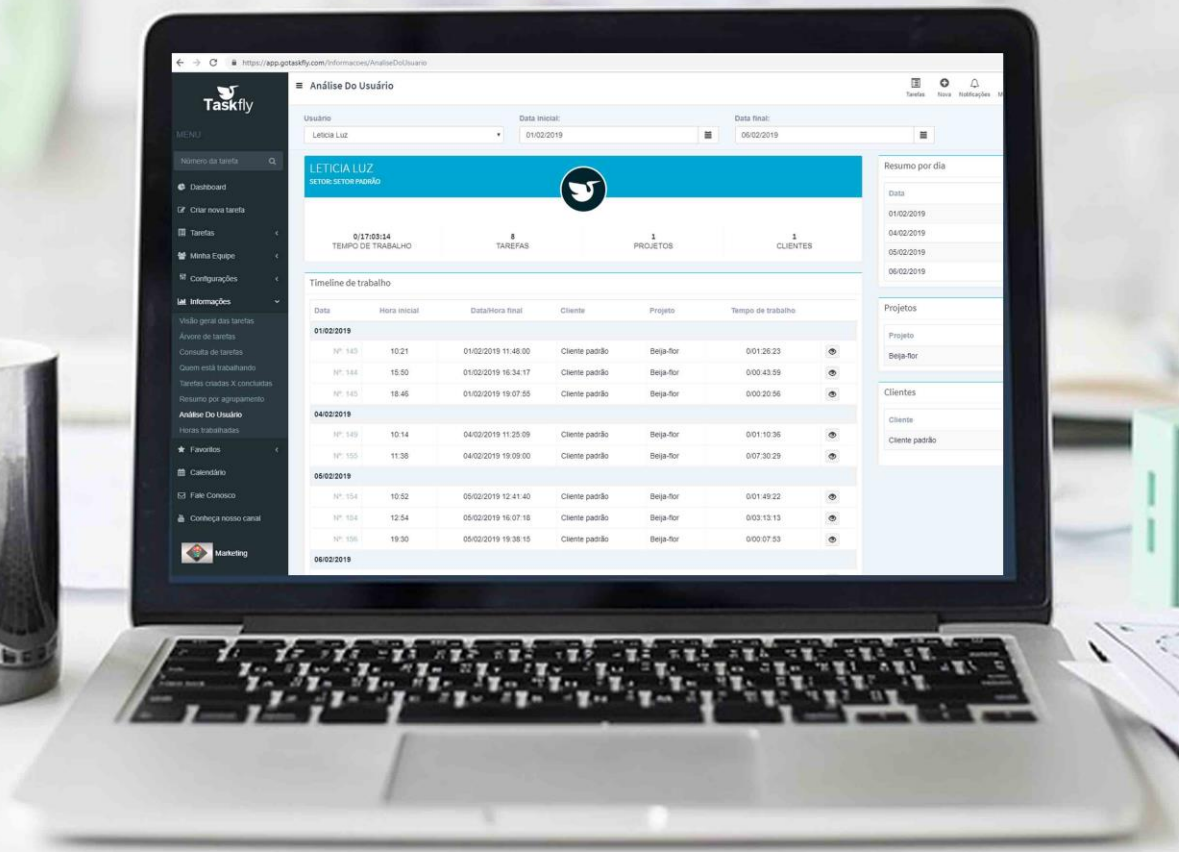 https://app.gotaskfly.com/Informacoes/AnaliseDoUsuario
Taskfly
MENU
Número da tarefa
Dashboard
Criar nova tarefa
Tarefas
Minha Equipe
Configurações
Informações
Visão geral das tarefas
Árvore de tarefas
Consulta de tarefas
Quem está trabalhando
Tarefas criadas X concluidas
Resumo por agrupamento
Análise Do Usuário
Horas trabalhadas
Favoritos
Calendário
Fale Conosco
Conheça nosso canal
Marketing
Análise Do Usuário
Tarefas Nova Notificações
Usuário Data Inicial: Data final:
Leticia Luz 01/02/2019 06/02/2019
LETICIA LUZ
SETOR: SETOR PADRÃO
0/17:03:14 8 1 1
TEMPO DE TRABALHO TAREFAS PROJETOS CLIENTES
Timeline de trabalho
Data Hora inicial Data/Hora final Cliente Projeto Tempo de trabalho
01/02/2019
Nº. 143 10:21 01/02/2019 11:48:00 Cliente padrão Beija-flor 0/01:26:23
Nº. 144 15:50 01/02/2019 16:34:17 Cliente padrão Beija-flor 0/00:43:59
Nº. 145 18:46 01/02/2019 19:07:55 Cliente padrão Beija-flor 0/00:20:56
04/02/2019
Nº. 149 10:14 04/02/2019 11:25:09 Cliente padrão Beija-flor 0/01:10:36
Nº. 155 11:38 04/02/2019 19:09:00 Cliente padrão Beija-flor 0/07:30:29
05/02/2019
Nº. 154 10:52 05/02/2019 12:41:40 Cliente padrão Beija-flor 0/01:49:22
Nº. 154 12:54 05/02/2019 16:07:18 Cliente padrão Beija-flor 0/03:13:13
Nº. 156 19:30 05/02/2019 19:38:15 Cliente padrão Beija-flor 0/00:07:53
06/02/2019
Resumo por dia
Data
01/02/2019
04/02/2019
05/02/2019
06/02/2019
Projetos
Projeto
Beija-flor
Clientes
Cliente
Cliente padrão